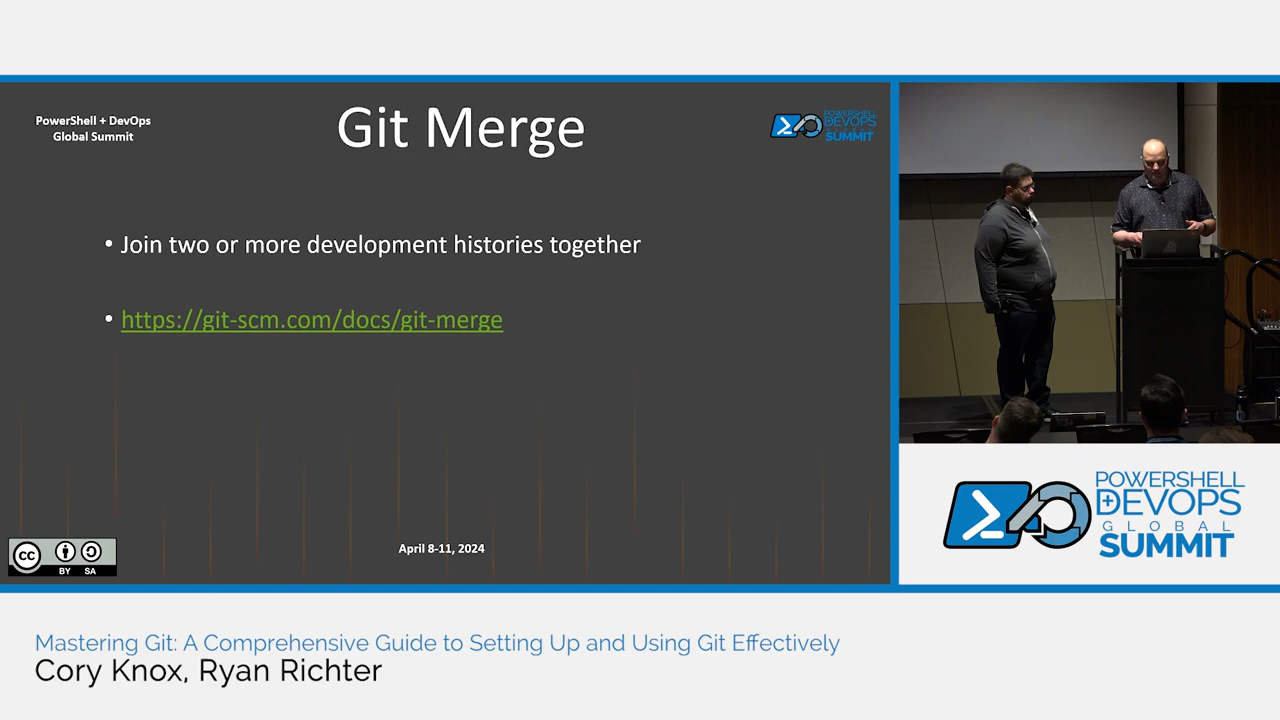 PowerShell + DevOps
Global Summit
Git Merge
POWERSHELL
DEVOPS
GLOBAL
SUMMIT
• Join two or more development histories together
• https://git-scm.com/docs/git-merge
April 8-11, 2024
cc
BY SA
POWERSHELL
DEVOPS
GLOBAL
SUMMIT
Mastering Git: A Comprehensive Guide to Setting Up and Using Git Effectively
Cory Knox, Ryan Richter